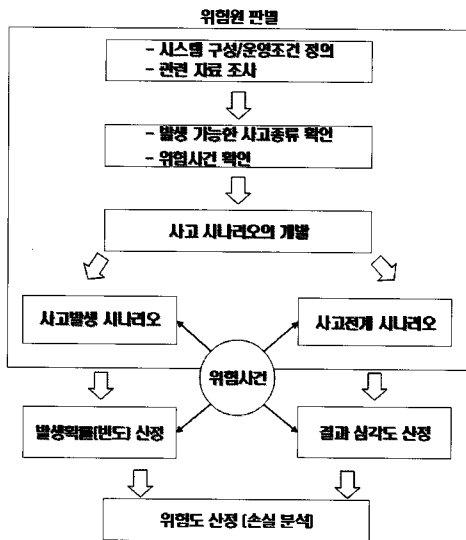 위험원 판별
- 시스템 구성/운영조건 정의
- 관련 자료 조사
- 발생 가능한 사고종류 확인
- 위험사건 확인
사고 시나리오의 개발
사고발생 시나리오
사고전개 시나리오
위험사건
발생확률(빈도) 산정
결과 심각도 산정
위험도 산정 (손실 분석)